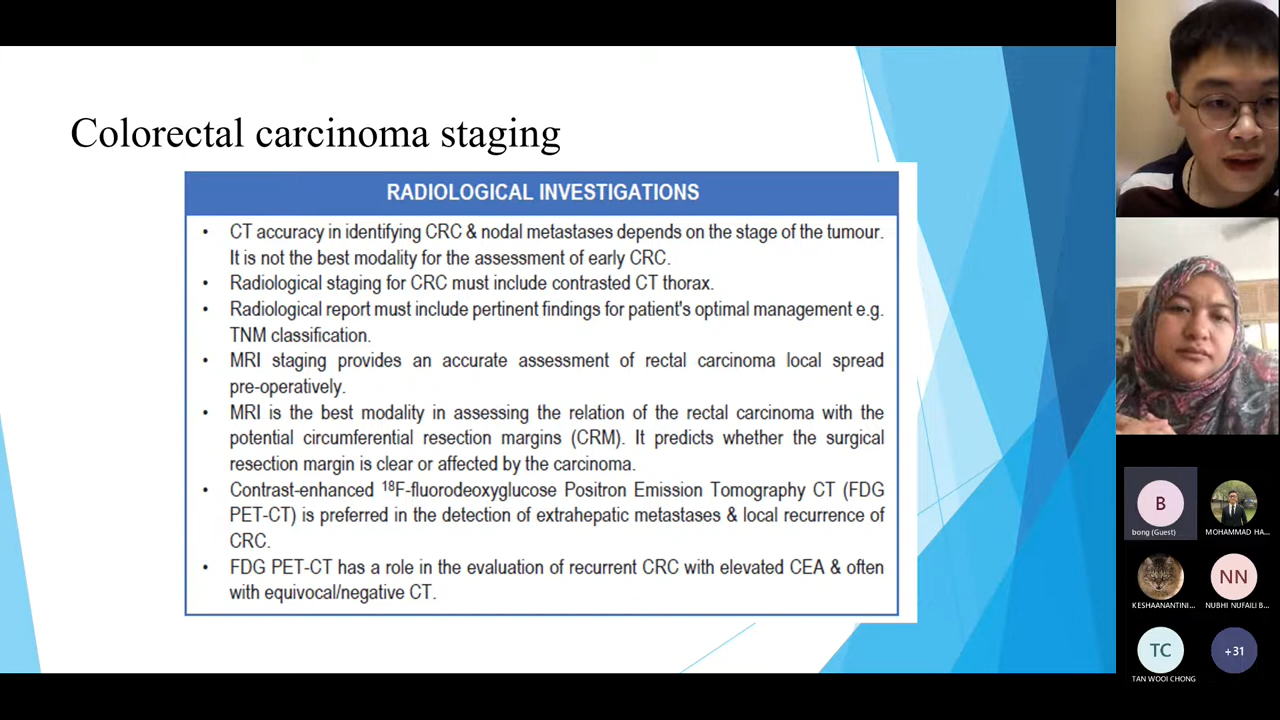 Colorectal carcinoma staging
RADIOLOGICAL INVESTIGATIONS
• CT accuracy in identifying CRC & nodal metastases depends on the stage of the tumour.
It is not the best modality for the assessment of early CRC.
• Radiological staging for CRC must include contrasted CT thorax.
• Radiological report must include pertinent findings for patient's optimal management e.g.
TNM classification.
• MRI staging provides an accurate assessment of rectal carcinoma local spread
pre-operatively.
• MRI is the best modality in assessing the relation of the rectal carcinoma with the
potential circumferential resection margins (CRM). It predicts whether the surgical
resection margin is clear or affected by the carcinoma.
• Contrast-enhanced ¹⁸F-fluorodeoxyglucose Positron Emission Tomography CT (FDG
PET-CT) is preferred in the detection of extrahepatic metastases & local recurrence of
CRC.
• FDG PET-CT has a role in the evaluation of recurrent CRC with elevated CEA & often
with equivocal/negative CT.
B
bong (Guest)
MOHAMMAD HA...
KESHAANANTINI...
NN
NUBHI NUFAILI B...
TC
TAN WOOI CHONG
+31